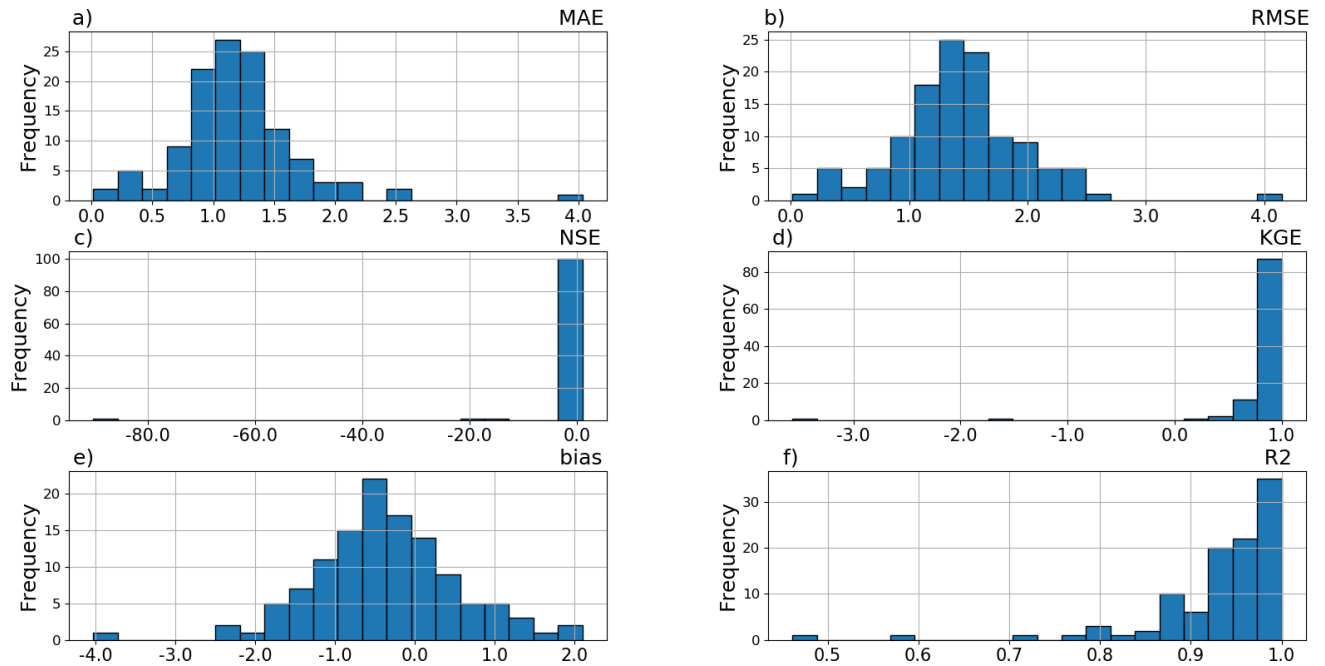 a) MAE
b) RMSE
Frequency
25
20
15
10
5
0
0.0 0.5 1.0 1.5 2.0 2.5 3.0 3.5 4.0
Frequency
25
20
15
10
5
0
0.0 1.0 2.0 3.0 4.0
c) NSE
d) KGE
Frequency
100
80
60
40
20
0
-80.0 -60.0 -40.0 -20.0 0.0
Frequency
80
60
40
20
0
-3.0 -2.0 -1.0 0.0 1.0
e) bias
f) R2
Frequency
20
15
10
5
0
-4.0 -3.0 -2.0 -1.0 0.0 1.0 2.0
Frequency
30
20
10
0
0.5 0.6 0.7 0.8 0.9 1.0